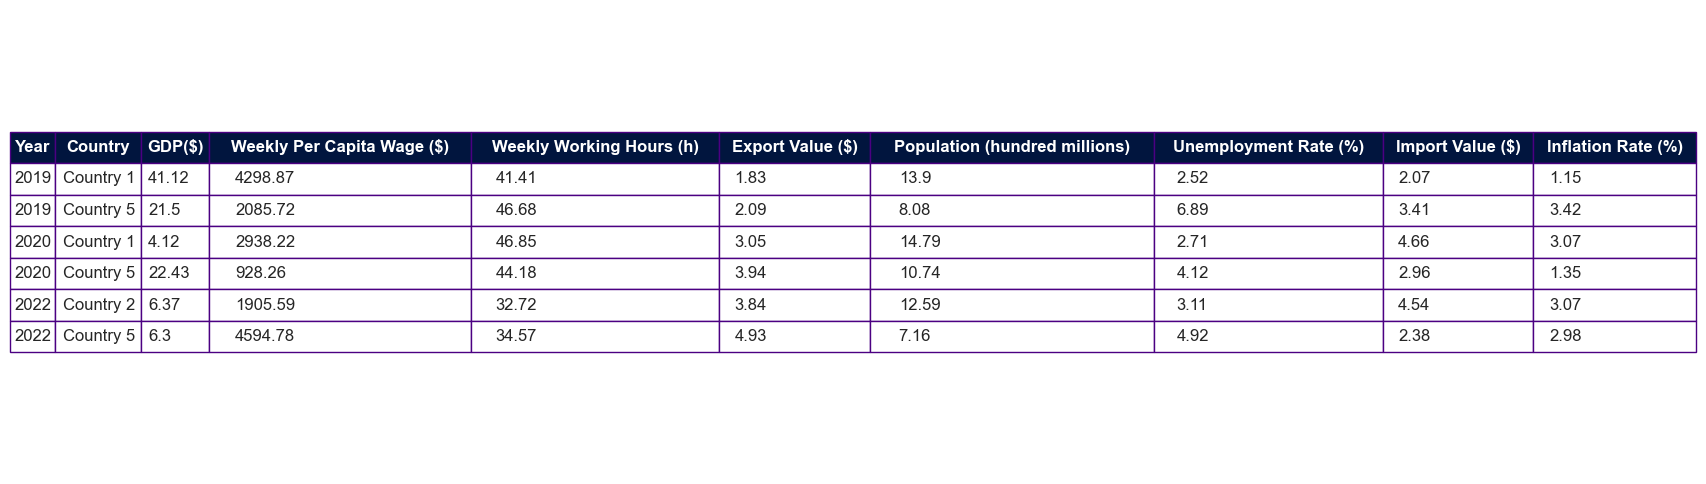 Year Country GDP($) Weekly Per Capita Wage ($) Weekly Working Hours (h) Export Value ($) Population (hundred millions) Unemployment Rate (%) Import Value ($) Inflation Rate (%)
2019 Country 1 41.12 4298.87 41.41 1.83 13.9 2.52 2.07 1.15
2019 Country 5 21.5 2085.72 46.68 2.09 8.08 6.89 3.41 3.42
2020 Country 1 4.12 2938.22 46.85 3.05 14.79 2.71 4.66 3.07
2020 Country 5 22.43 928.26 44.18 3.94 10.74 4.12 2.96 1.35
2022 Country 2 6.37 1905.59 32.72 3.84 12.59 3.11 4.54 3.07
2022 Country 5 6.3 4594.78 34.57 4.93 7.16 4.92 2.38 2.98